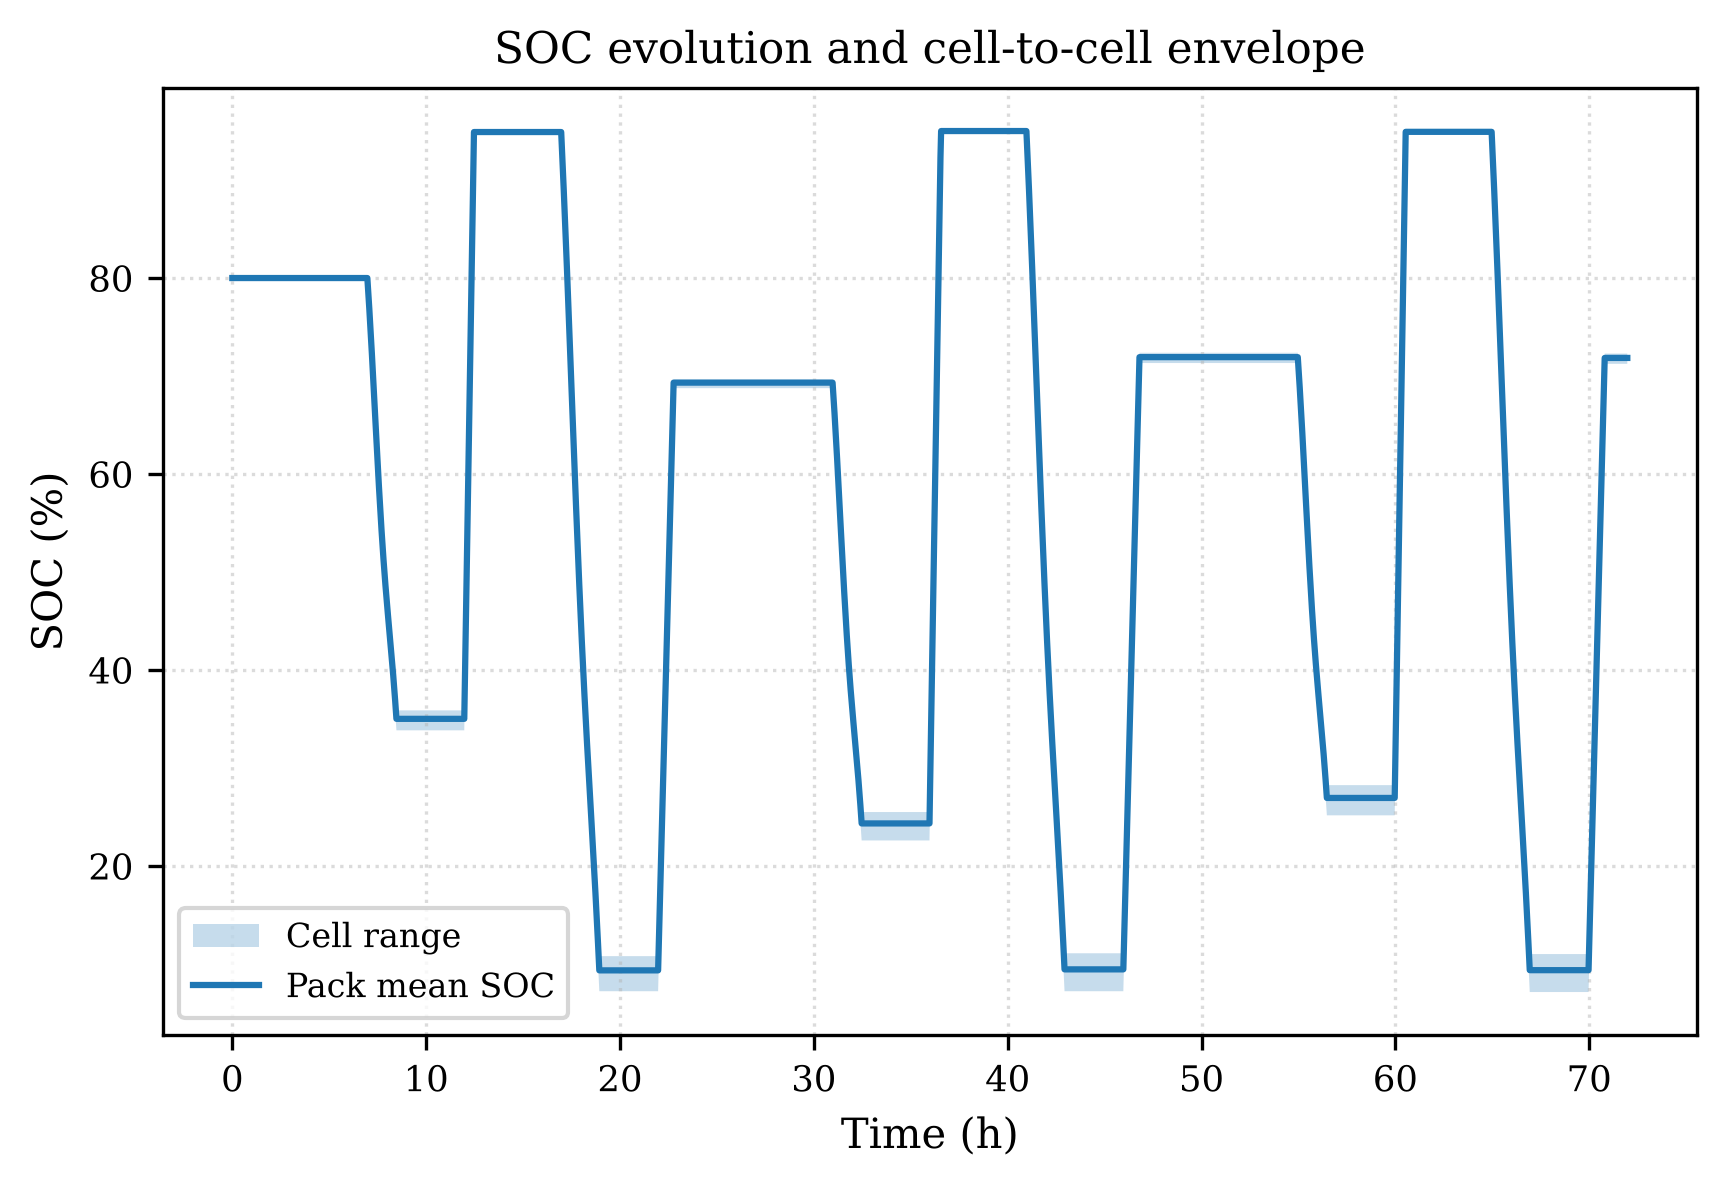 SOC evolution and cell-to-cell envelope
SOC (%)
80
60
40
20
Cell range
Pack mean SOC
0 10 20 30 40 50 60 70
Time (h)